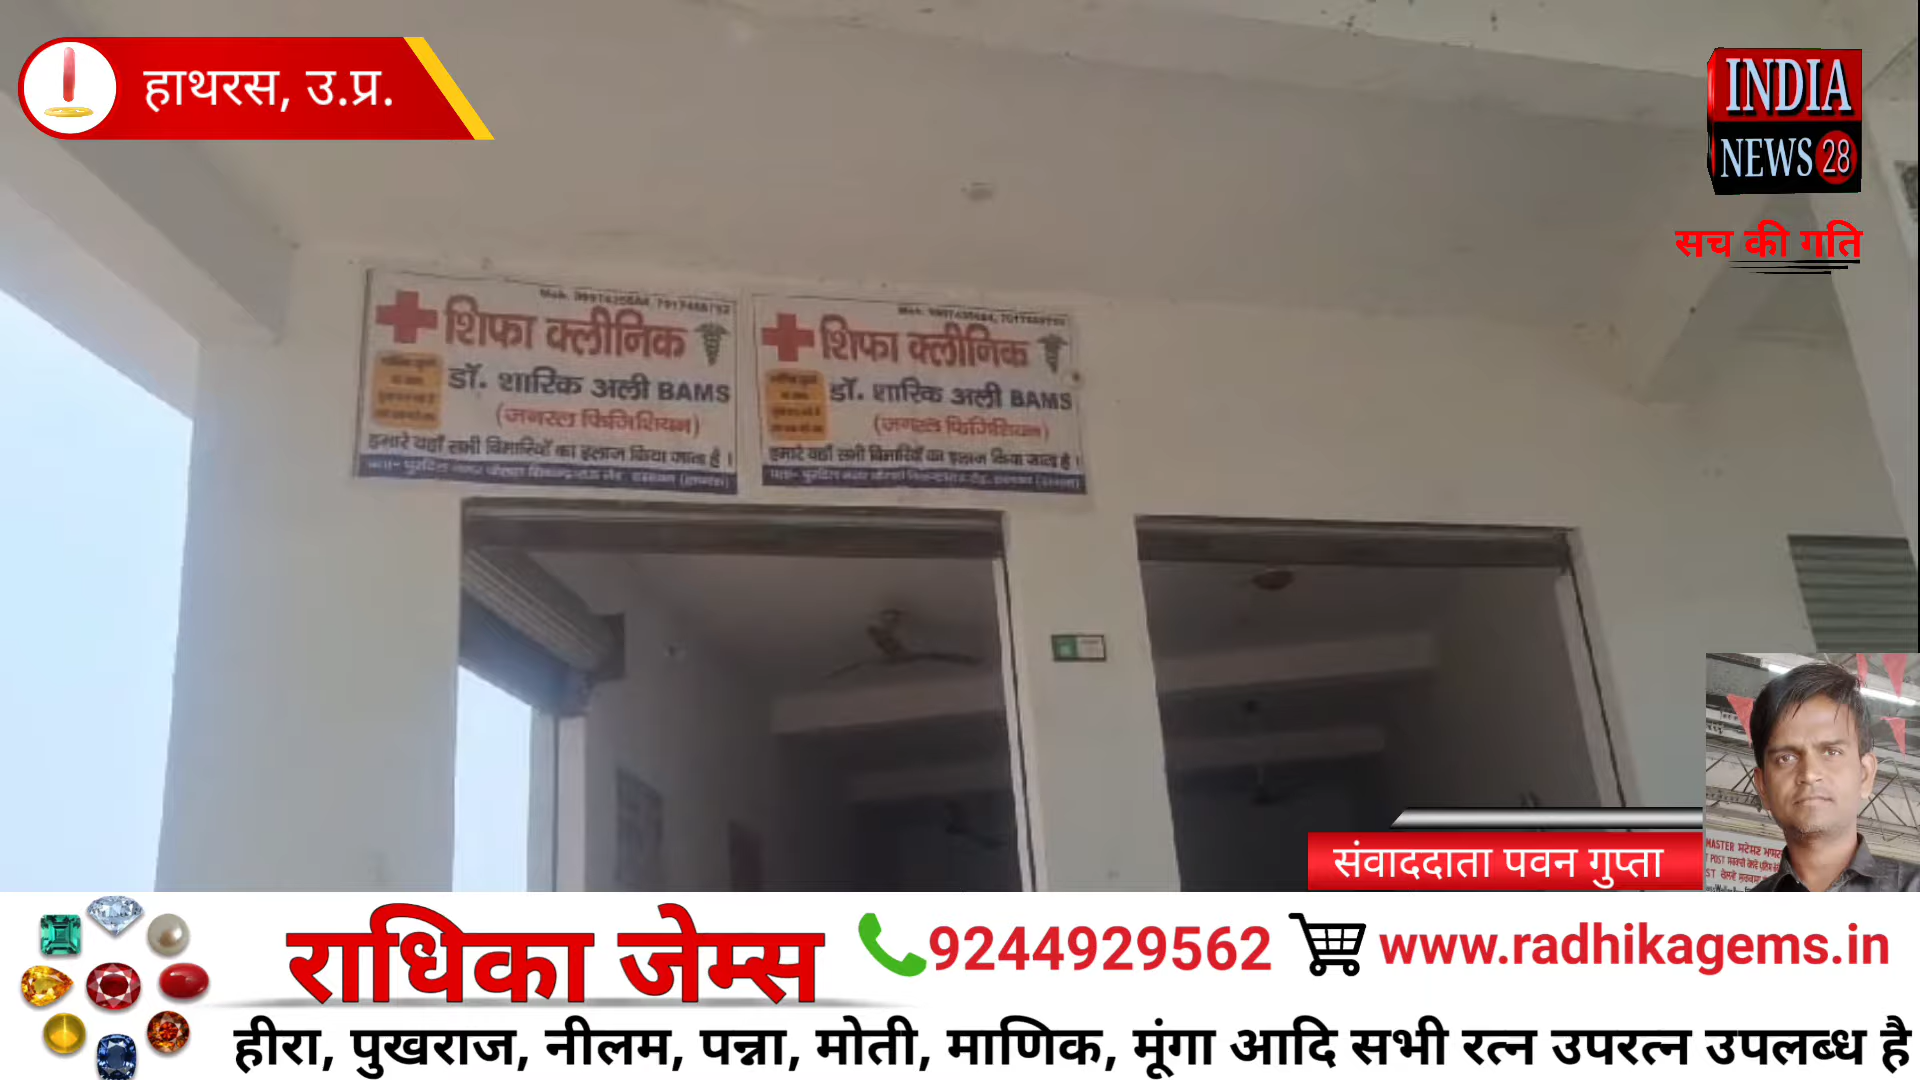 हाथरस, उ.प्र.
INDIA
NEWS 28
सच की गति
शिफा क्लीनिक
डॉ. शारिक अली BAMS
(जनरल फिजिशियन)
हमारे यहाँ सभी बिमारियों का इलाज किया जाता है।
शिफा क्लीनिक
डॉ. शारिक अली BAMS
(जनरल फिजिशियन)
हमारे यहाँ सभी बिमारियों का इलाज किया जाता है।
संवाददाता पवन गुप्ता
राधिका जेम्स
9244929562
www.radhikagems.in
हीरा, पुखराज, नीलम, पन्ना, मोती, माणिक, मूंगा आदि सभी रत्न उपरत्न उपलब्ध है